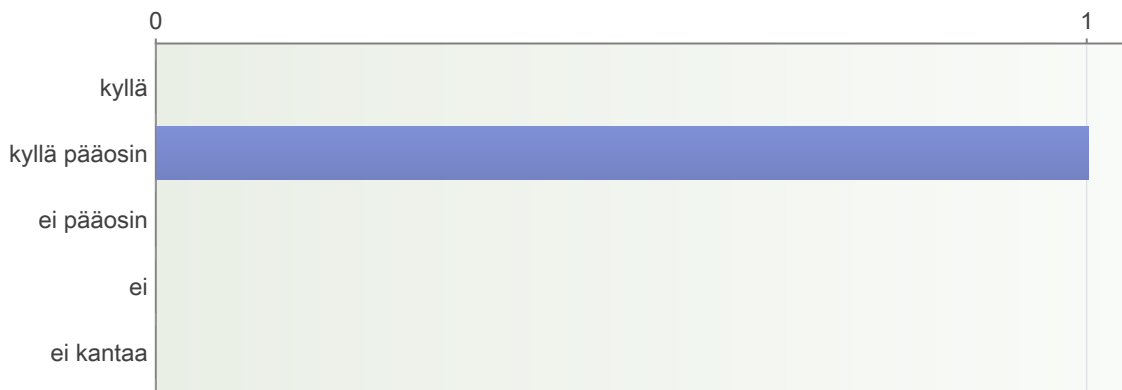 0 1
kyllä
kyllä pääosin
ei pääosin
ei
ei kantaa